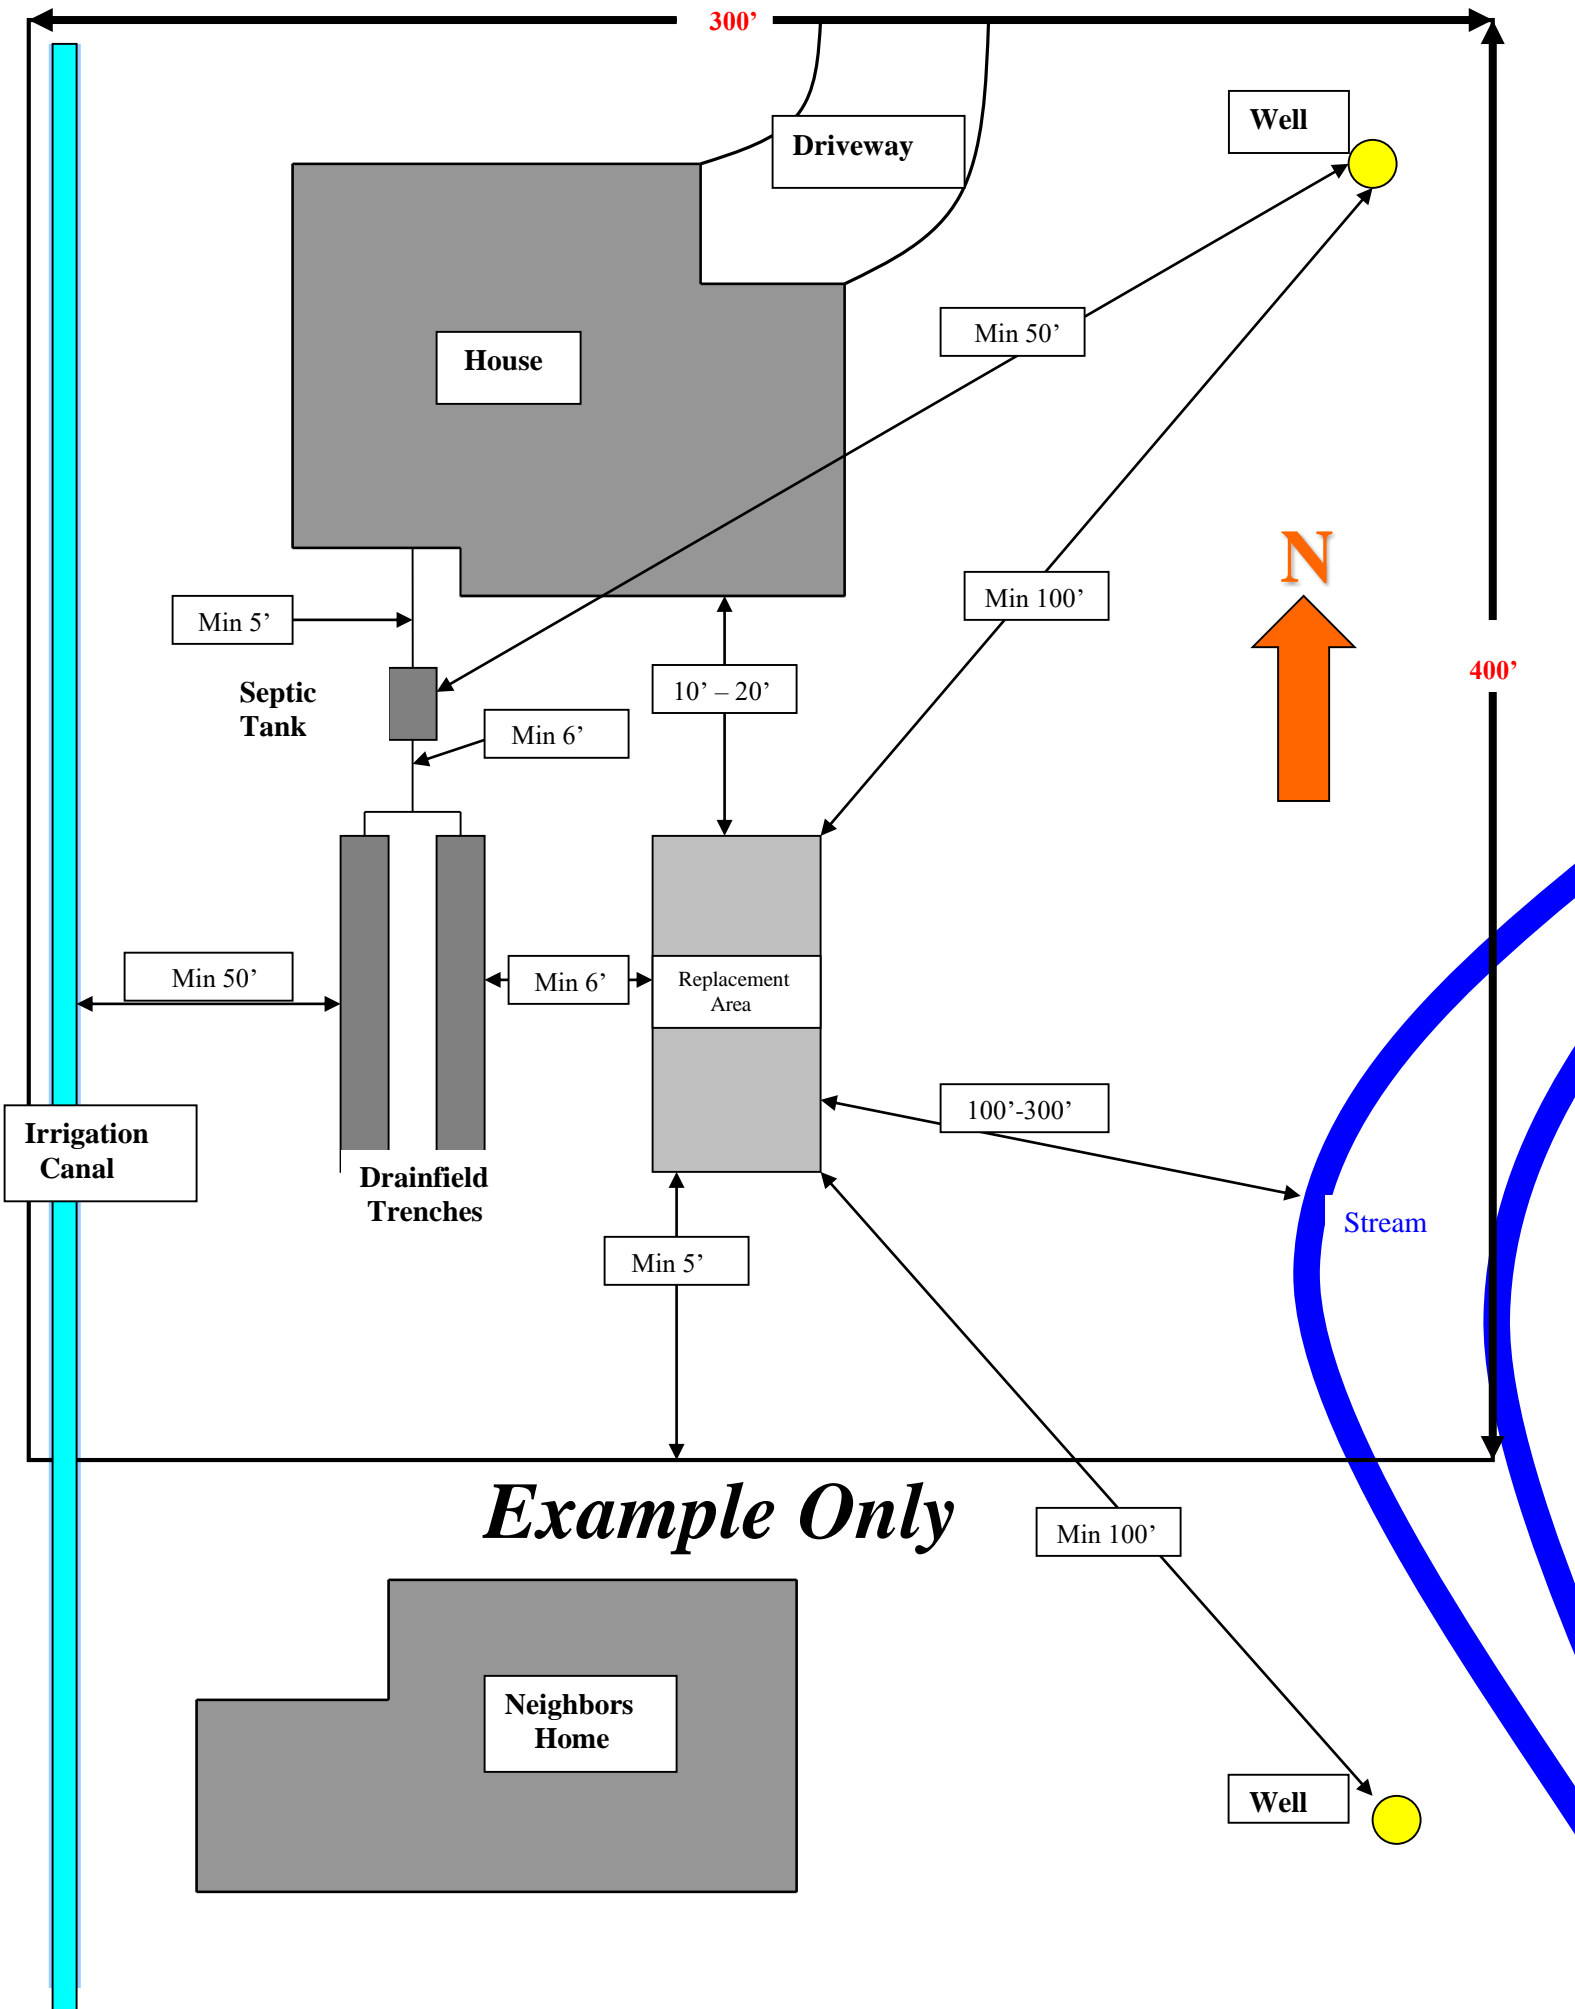 300’
Well
Driveway
Min 50’
House
N
Min 100’
Min 5’
400’
Septic
Tank
10’ – 20’
Min 6’
Min 50’
Min 6’
Replacement
Area
100’-300’
Irrigation
Canal
Drainfield
Trenches
Stream
Min 5’
Example Only
Min 100’
Neighbors
Home
Well